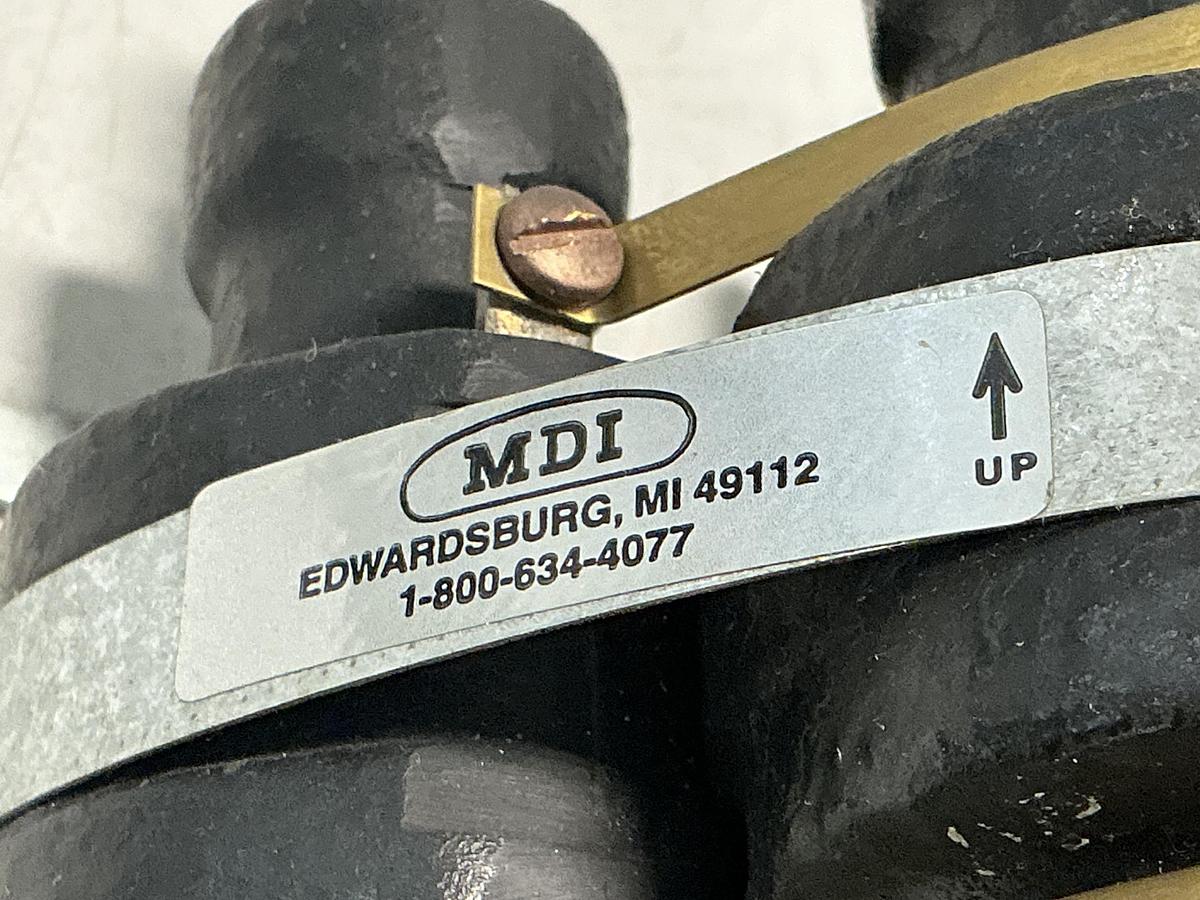 MDI
EDWARDSBURG, MI 49112
1-800-634-4077
UP